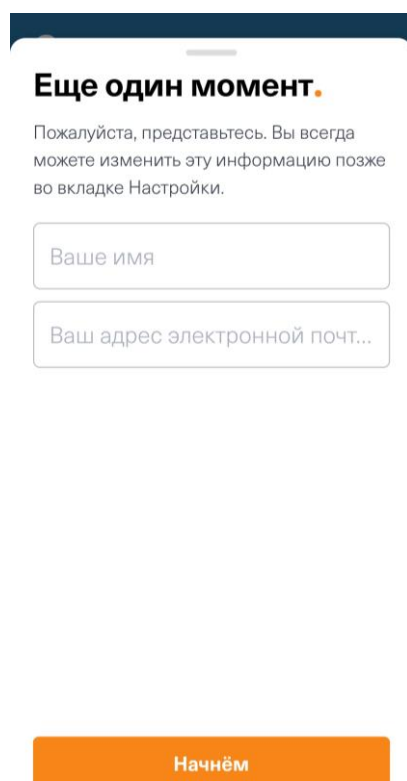 Еще один момент.
Пожалуйста, представьтесь. Вы всегда
можете изменить эту информацию позже
во вкладке Настройки.
Ваше имя
Ваш адрес электронной почт...
Начнём